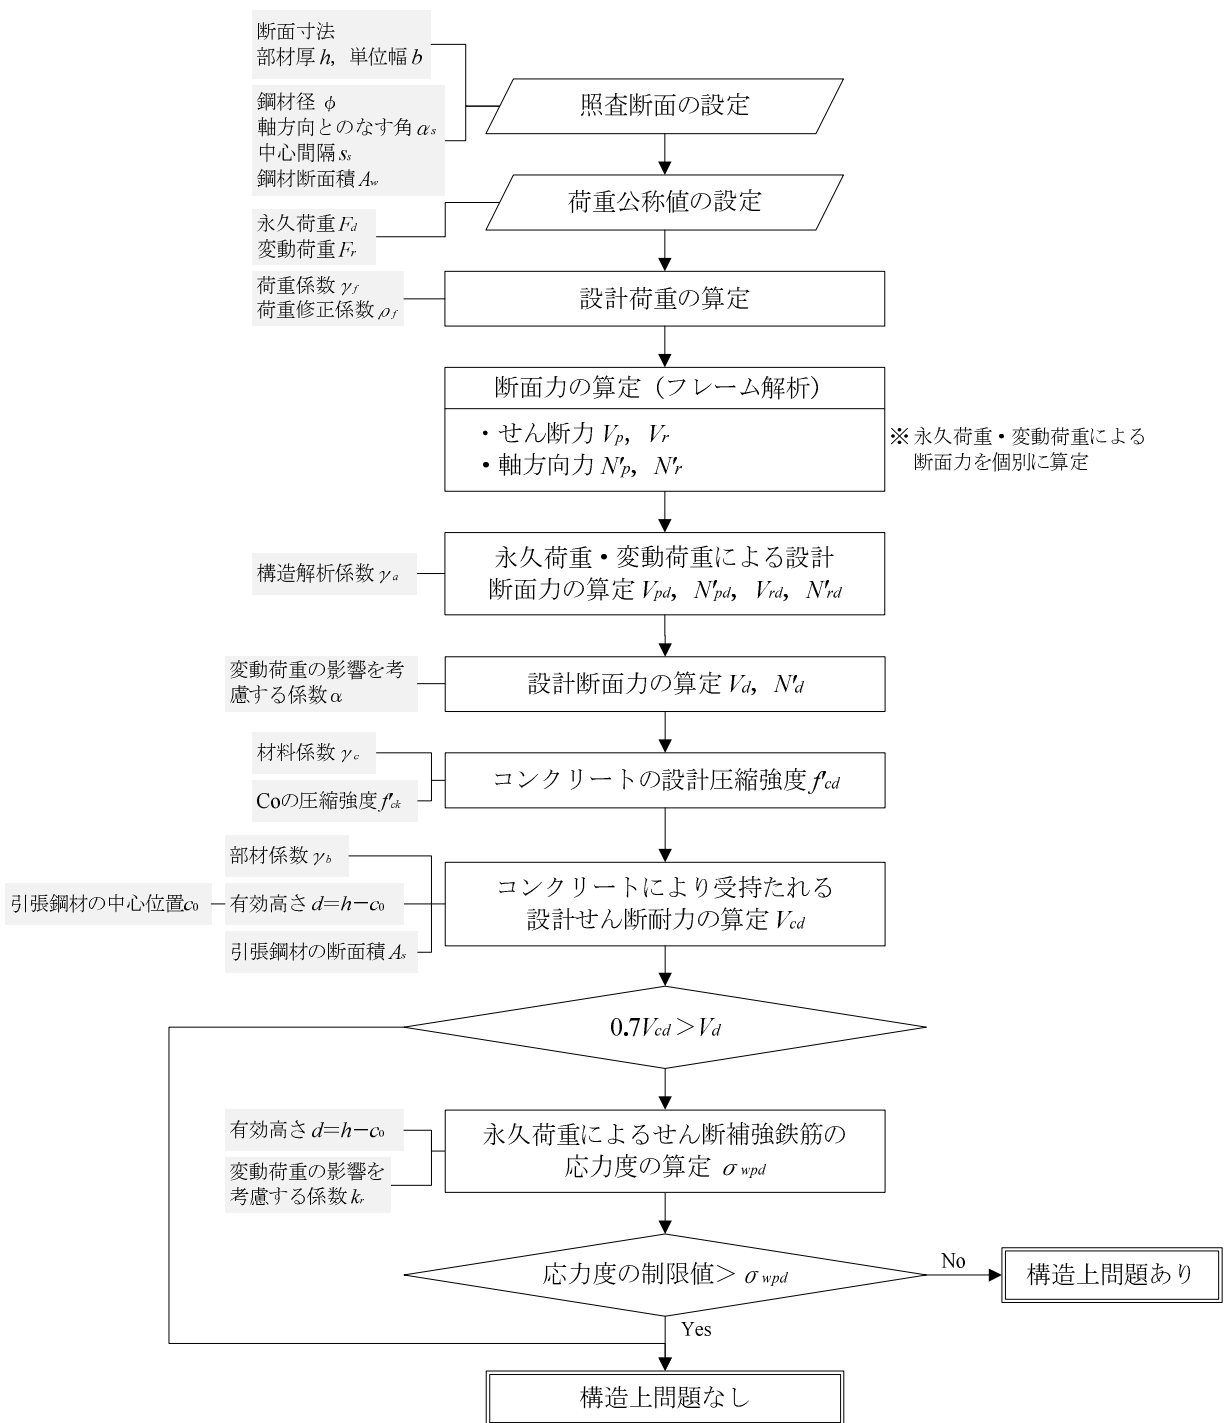 断面寸法
部材厚 h, 単位幅 b
鋼材径 φ
軸方向とのなす角 αs
中心間隔 ss
鋼材断面積 Aw
照査断面の設定
荷重公称値の設定
永久荷重 Fd
変動荷重 Fr
荷重係数 γf
荷重修正係数 ρf
設計荷重の算定
断面力の算定（フレーム解析）
・せん断力 Vp, Vr
・軸方向力 N'p, N'r
※ 永久荷重・変動荷重による
断面力を個別に算定
構造解析係数 γa
永久荷重・変動荷重による設計
断面力の算定 Vpd, N'pd, Vrd, N'rd
変動荷重の影響を考
慮する係数 α
設計断面力の算定 Vd, N'd
材料係数 γc
Coの圧縮強度 f'ck
コンクリートの設計圧縮強度 f'cd
部材係数 γb
引張鋼材の中心位置c0
有効高さ d=h−c0
引張鋼材の断面積 As
コンクリートにより受持たれる
設計せん断耐力の算定 Vcd
0.7Vcd＞Vd
有効高さ d=h−c0
変動荷重の影響を
考慮する係数 kr
永久荷重によるせん断補強鉄筋の
応力度の算定 σwpd
応力度の制限値＞ σwpd
No
構造上問題あり
Yes
構造上問題なし